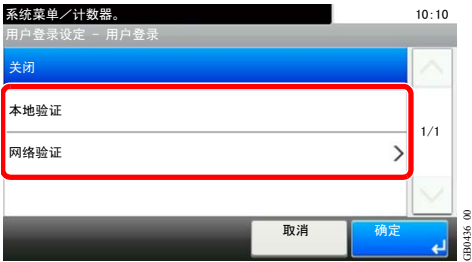 系统菜单／计数器。 10:10
用户登录设定 - 用户登录
关闭
本地验证
1/1
网络验证
取消 确定
GB0436_00